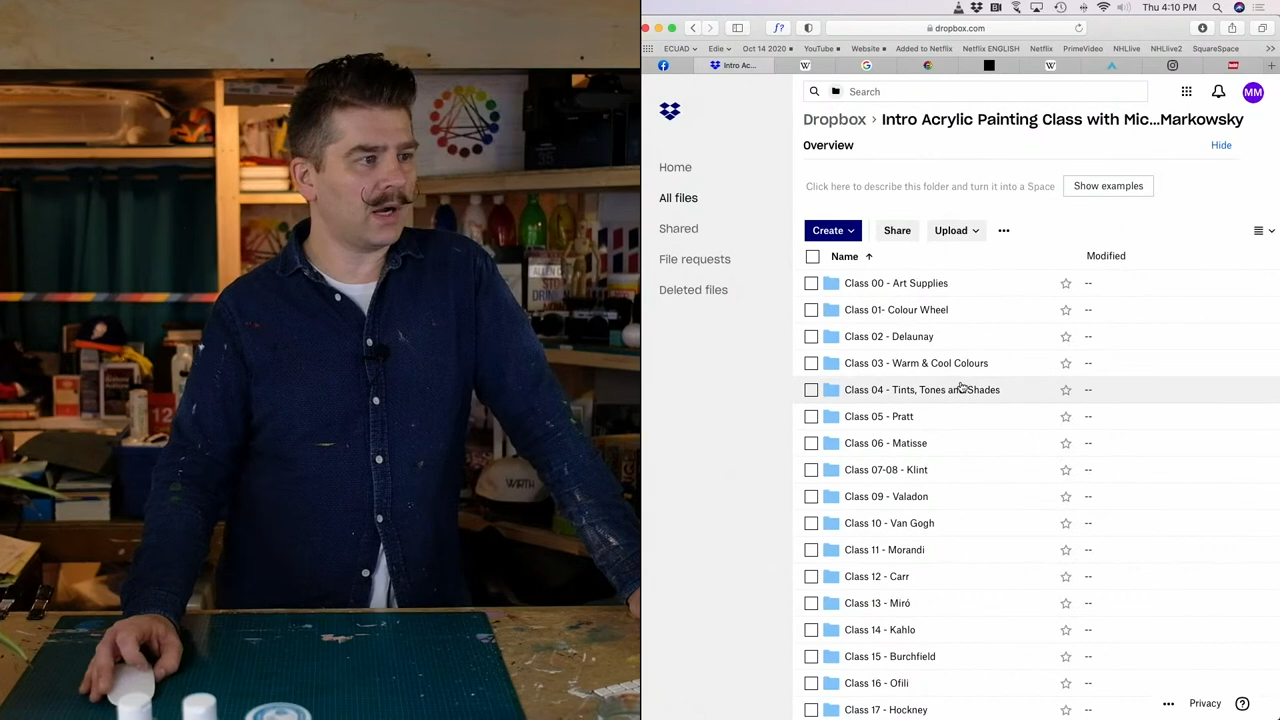 Thu 4:10 PM
dropbox.com
ECUAD Edie Oct 14 2020 YouTube Website Added to Netflix Netflix ENGLISH Netflix PrimeVideo NHLlive NHLlive2 SquareSpace
Intro Ac...
Search
MM
Dropbox › Intro Acrylic Painting Class with Mic...Markowsky
Overview
Hide
Click here to describe this folder and turn it into a Space
Show examples
Home
All files
Shared
File requests
Deleted files
Create
Share
Upload
Name
Modified
Class 00 - Art Supplies
Class 01- Colour Wheel
Class 02 - Delaunay
Class 03 - Warm & Cool Colours
Class 04 - Tints, Tones and Shades
Class 05 - Pratt
Class 06 - Matisse
Class 07-08 - Klint
Class 09 - Valadon
Class 10 - Van Gogh
Class 11 - Morandi
Class 12 - Carr
Class 13 - Miró
Class 14 - Kahlo
Class 15 - Burchfield
Class 16 - Ofili
Class 17 - Hockney
Privacy
WIRTH
12
35